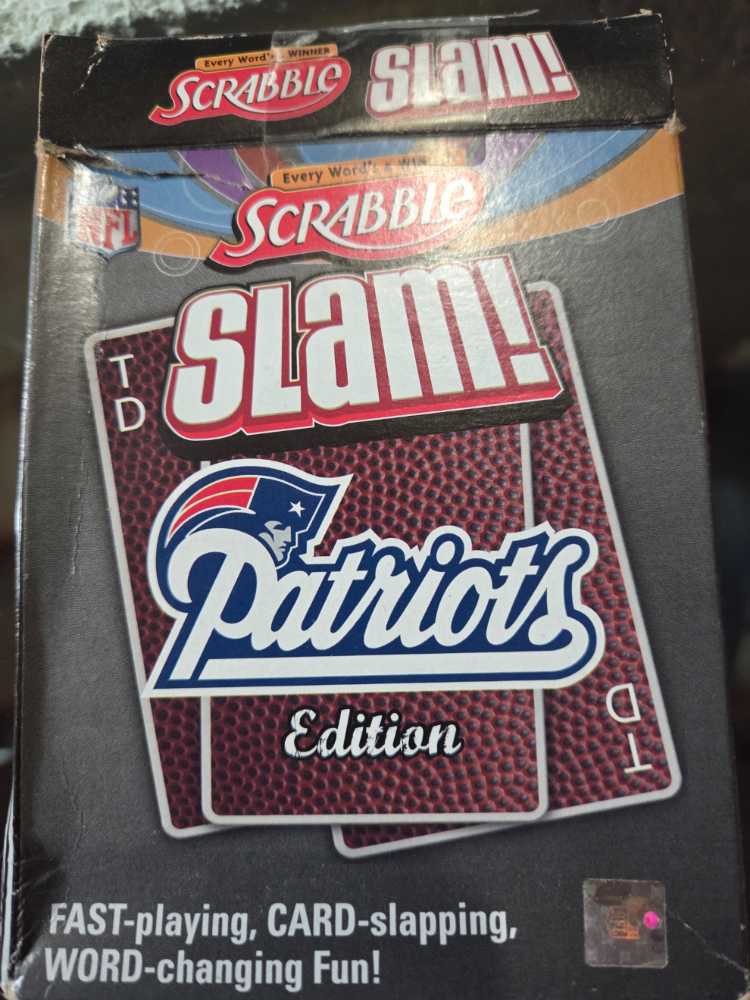 Every Word's a WINNER
SCRABBLE SLam!
Every Word's a WIN
NFL
SCRABBLE
SLam!
TD
Patriots
Edition
TD
FAST-playing, CARD-slapping,
WORD-changing Fun!